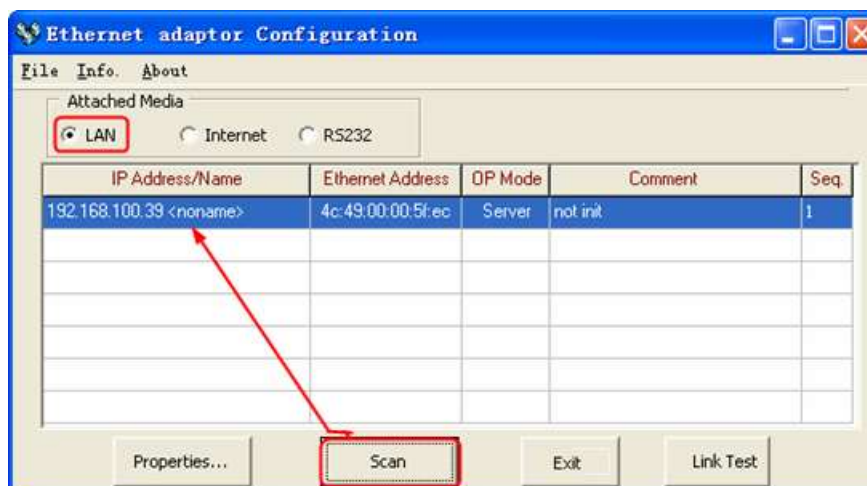 Ethernet adaptor Configuration
File Info. About
Attached Media
LAN Internet RS232
IP Address/Name Ethernet Address OP Mode Comment Seq.
192.168.100.39 <noname> 4c:49:00:00:5f:ec Server not init 1
Properties... Scan Exit Link Test